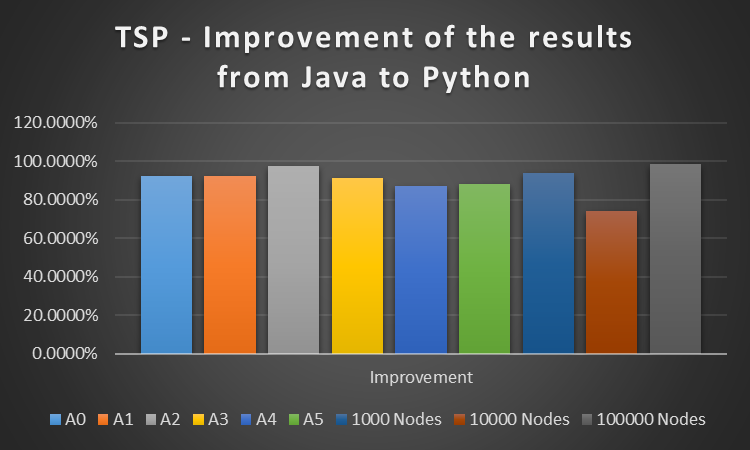 TSP - Improvement of the results
from Java to Python
120.0000%
100.0000%
80.0000%
60.0000%
40.0000%
20.0000%
0.0000%
Improvement
A0 A1 A2 A3 A4 A5 1000 Nodes 10000 Nodes 100000 Nodes